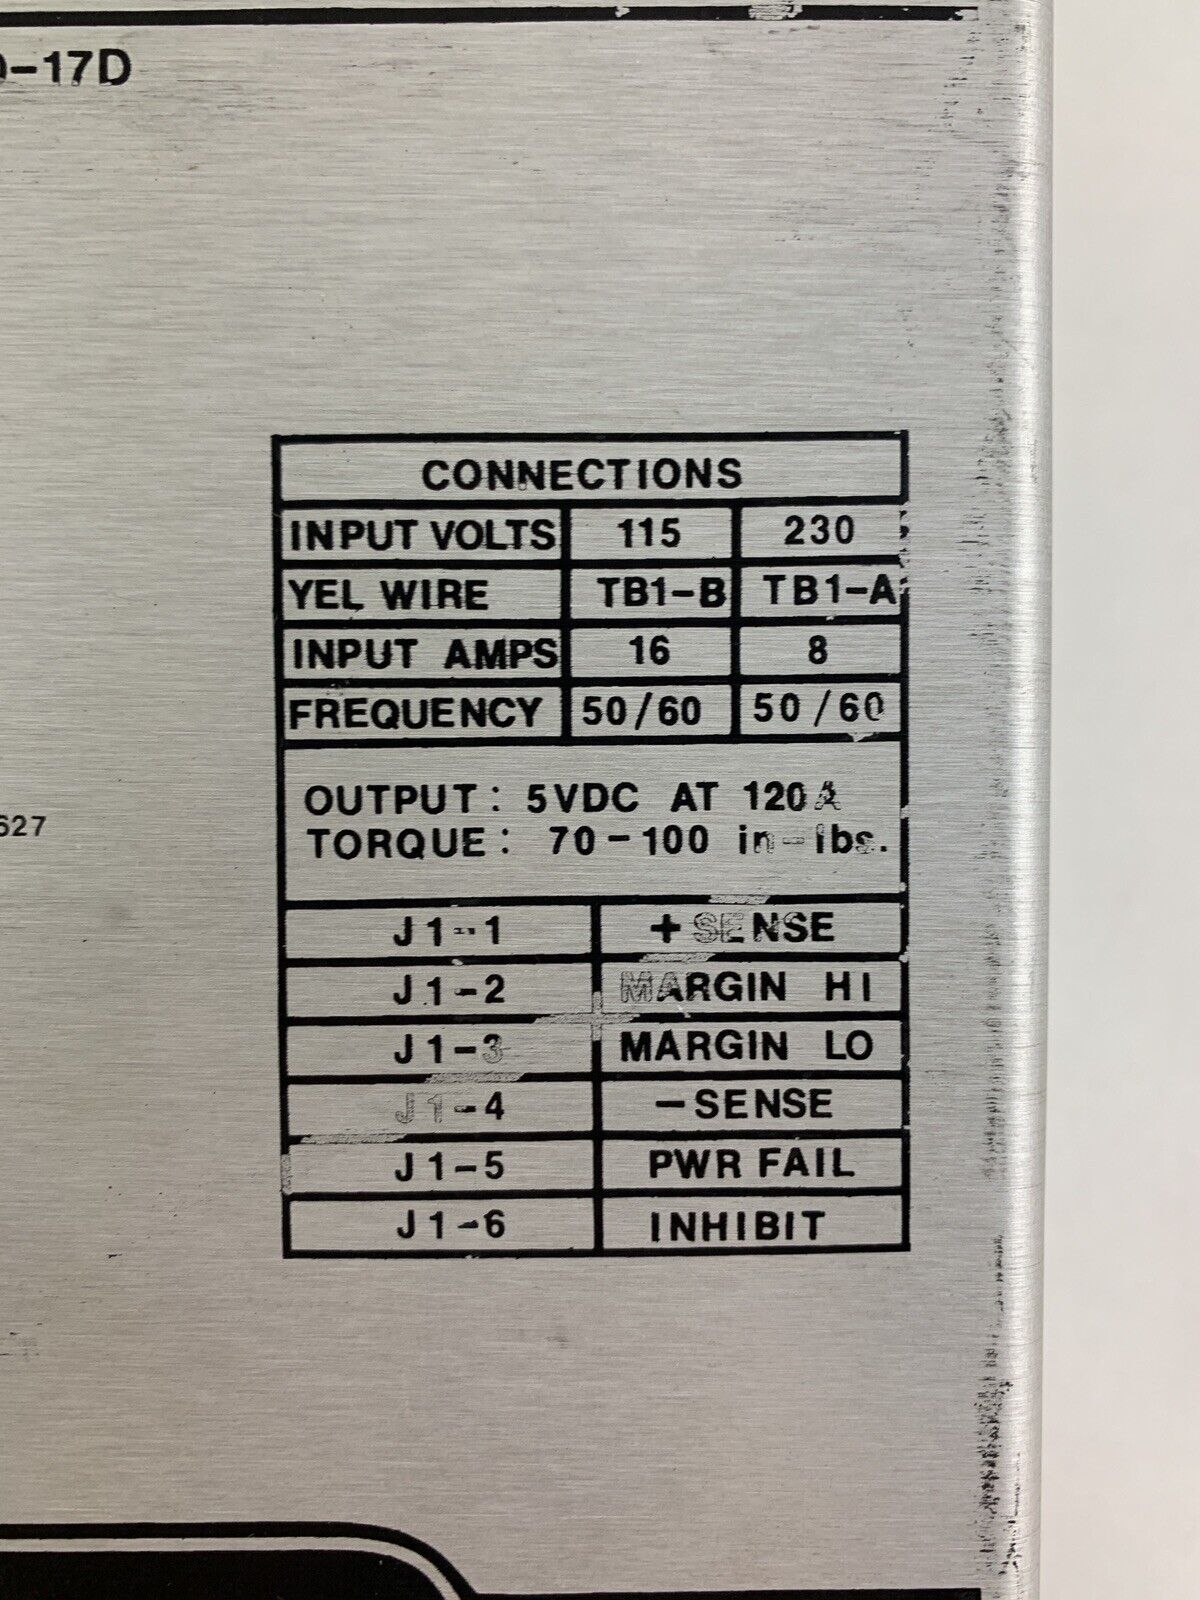 -17D
CONNECTIONS
INPUT VOLTS 115 230
YEL WIRE TB1-B TB1-A
INPUT AMPS 16 8
FREQUENCY 50/60 50/60
OUTPUT: 5VDC AT 120A
627
TORQUE: 70-100 in-lbs.
J1-1 +SENSE
J1-2 MARGIN HI
J1-3 MARGIN LO
J1-4 -SENSE
J1-5 PWR FAIL
J1-6 INHIBIT